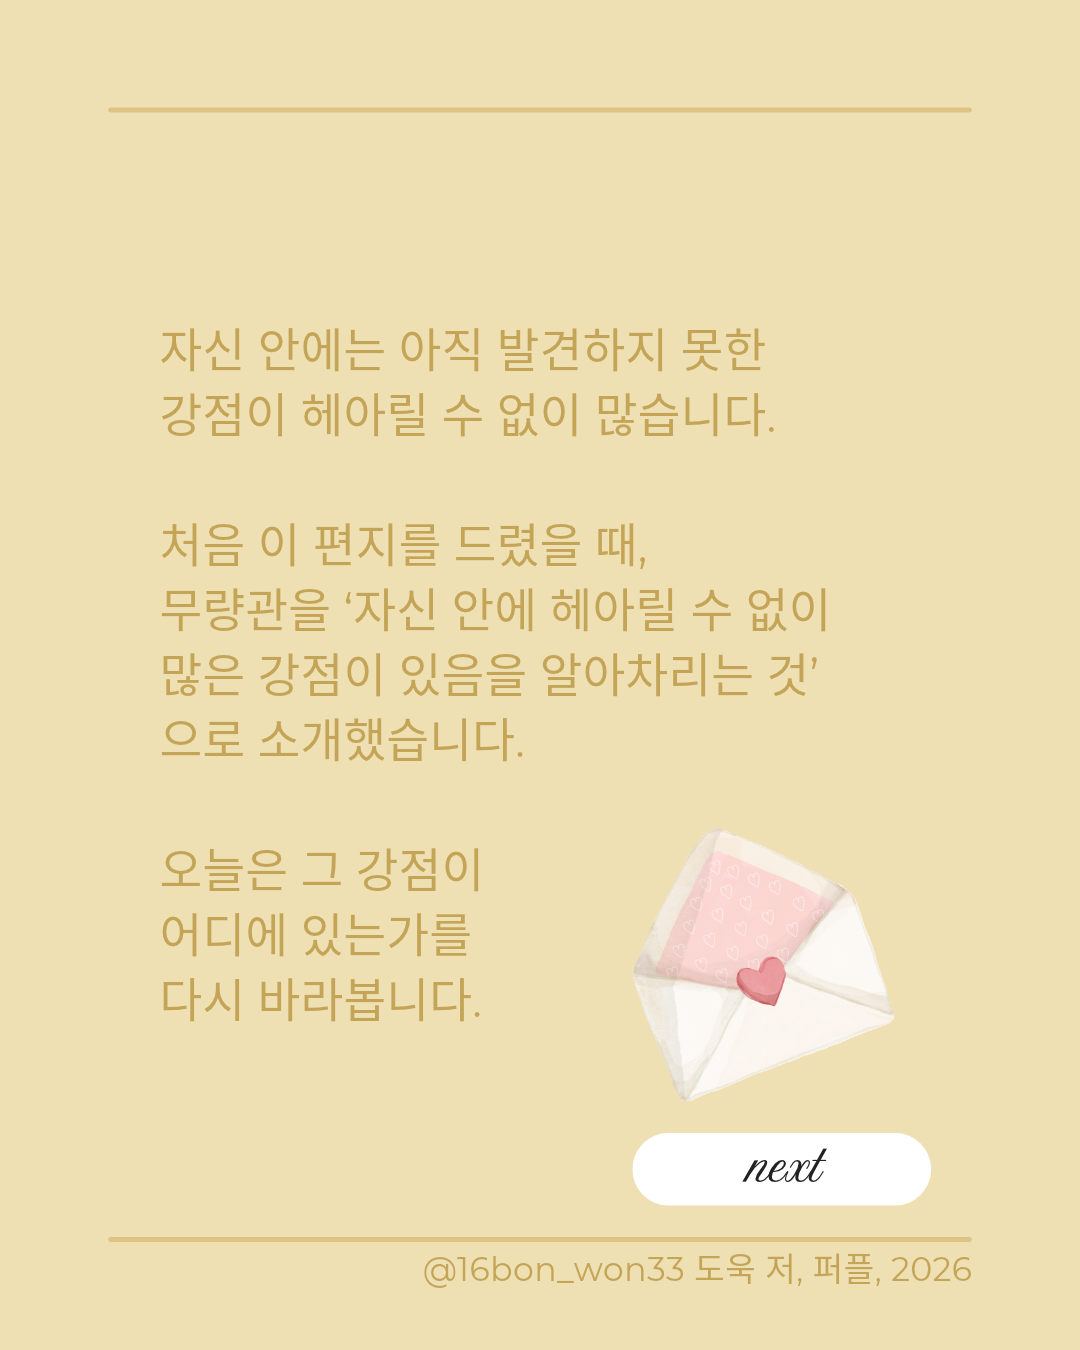 자신 안에는 아직 발견하지 못한
강점이 헤아릴 수 없이 많습니다.
처음 이 편지를 드렸을 때,
무량관을 ‘자신 안에 헤아릴 수 없이
많은 강점이 있음을 알아차리는 것’
으로 소개했습니다.
오늘은 그 강점이
어디에 있는가를
다시 바라봅니다.
next
@16bon_won33 도욱 저, 퍼플, 2026